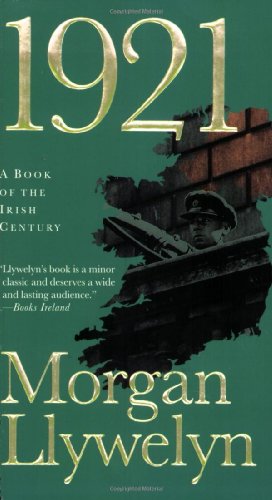 1921
A BOOK
OF THE
IRISH
CENTURY
"Llywelyn's book is a minor
classic and deserves a wide
and lasting audience."
—Books Ireland
Morgan
Llywelyn